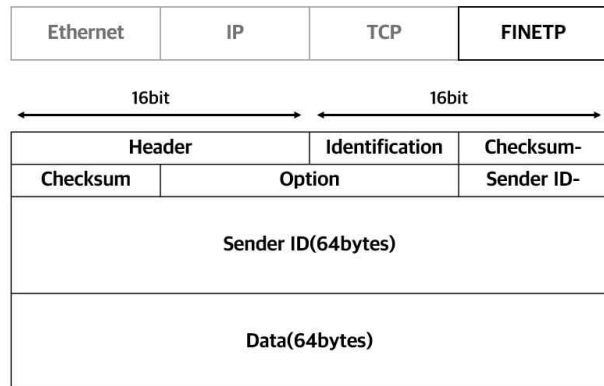 Ethernet IP TCP FINETP
16bit 16bit
Header Identification Checksum-
Checksum Option Sender ID-
Sender ID(64bytes)
Data(64bytes)